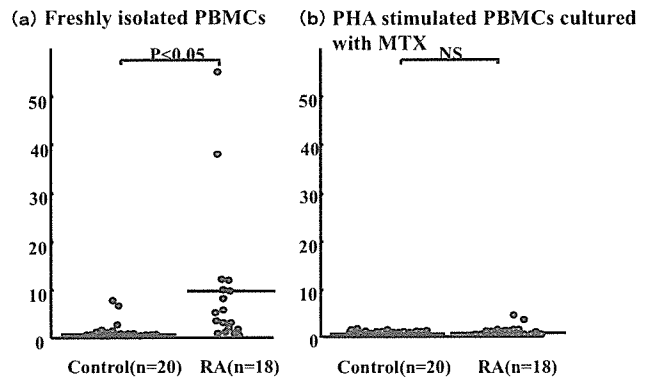 (a) Freshly isolated PBMCs
P<0.05
50
40
30
20
10
0
Control(n=20) RA(n=18)
(b) PHA stimulated PBMCs cultured
with MTX
NS
50
40
30
20
10
0
Control(n=20) RA(n=18)